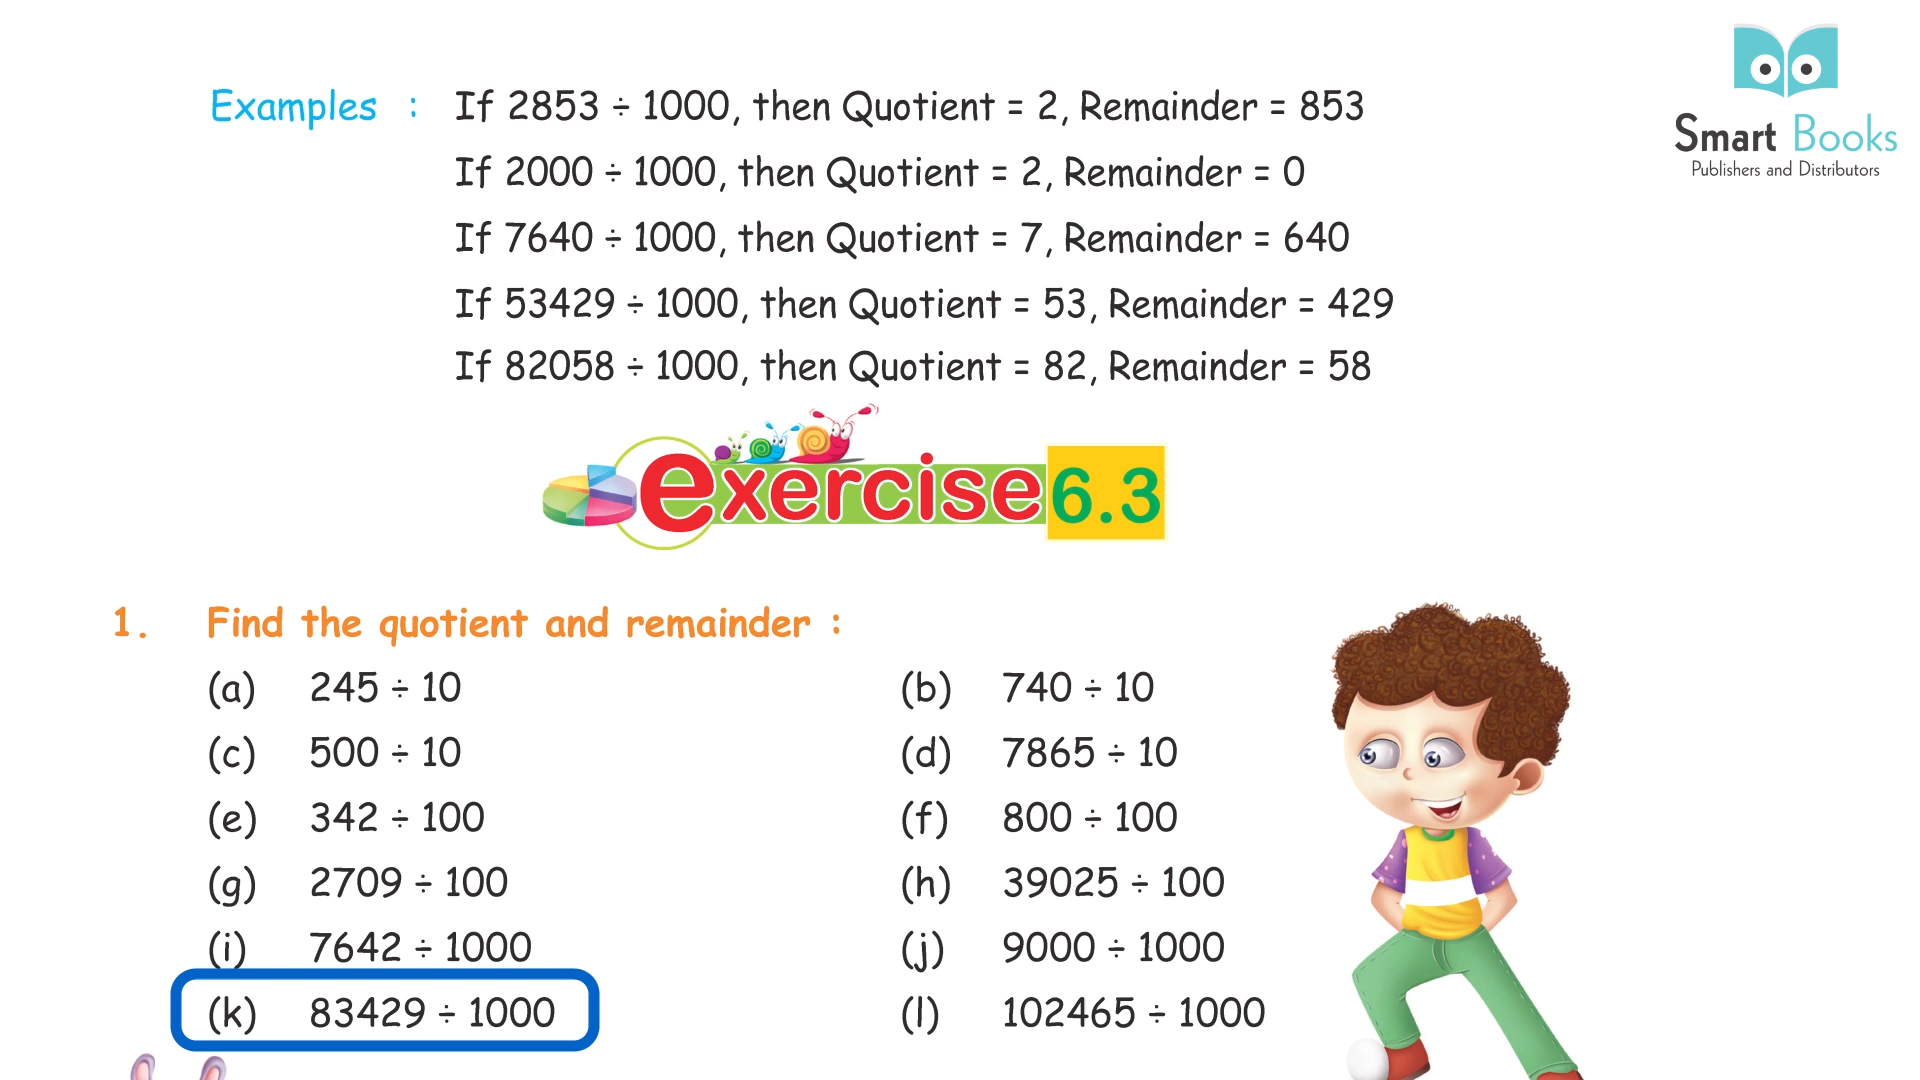 Examples : If 2853 ÷ 1000, then Quotient = 2, Remainder = 853
If 2000 ÷ 1000, then Quotient = 2, Remainder = 0
If 7640 ÷ 1000, then Quotient = 7, Remainder = 640
If 53429 ÷ 1000, then Quotient = 53, Remainder = 429
If 82058 ÷ 1000, then Quotient = 82, Remainder = 58
Smart Books
Publishers and Distributors
exercise 6.3
1. Find the quotient and remainder :
(a) 245 ÷ 10 (b) 740 ÷ 10
(c) 500 ÷ 10 (d) 7865 ÷ 10
(e) 342 ÷ 100 (f) 800 ÷ 100
(g) 2709 ÷ 100 (h) 39025 ÷ 100
(i) 7642 ÷ 1000 (j) 9000 ÷ 1000
(k) 83429 ÷ 1000 (l) 102465 ÷ 1000